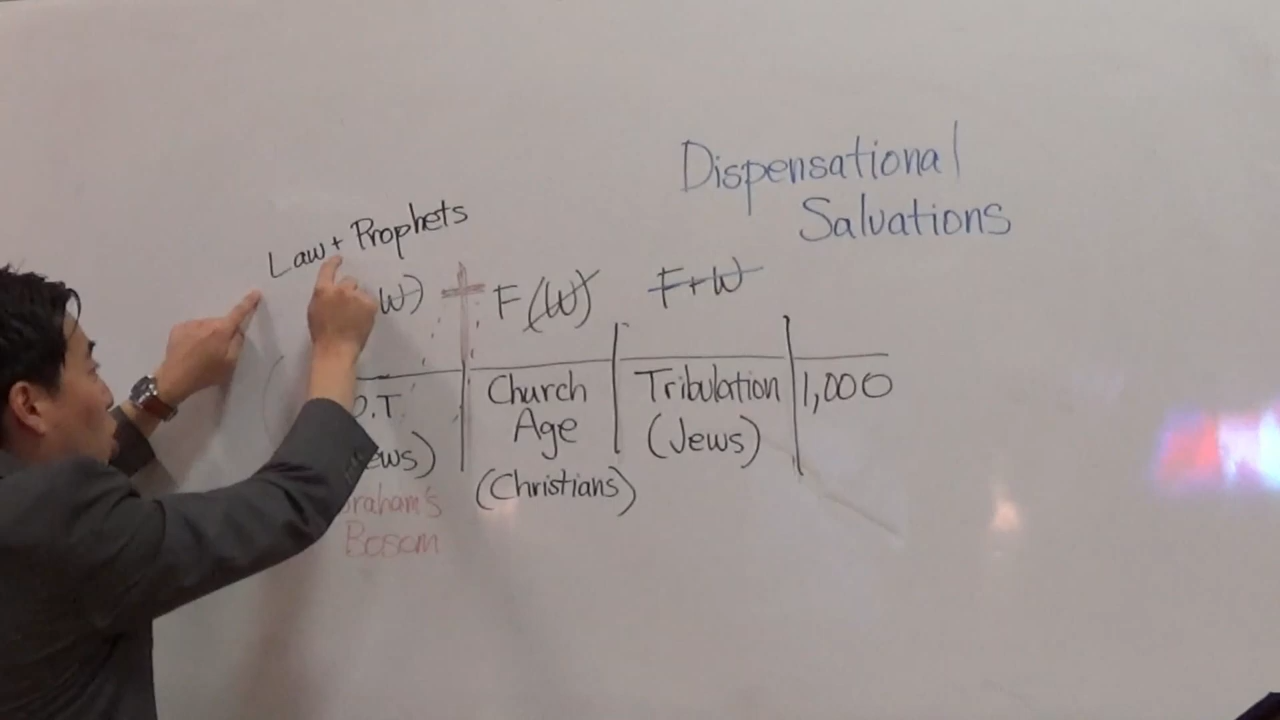 Dispensational
Salvations
Law + Prophets
W)
F (W)
F+W
O.T.
Church
Age
(Christians)
Tribulation
(Jews)
1,000
ews)
raham's
Bosom